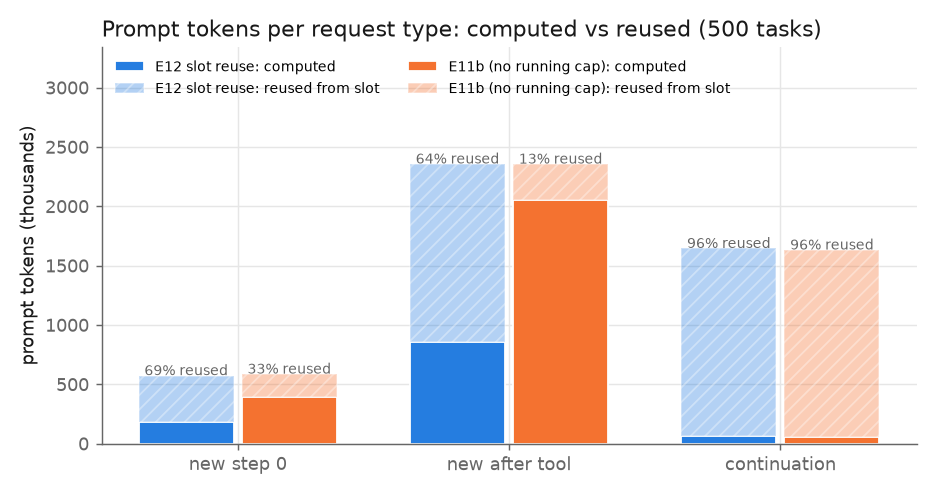 Prompt tokens per request type: computed vs reused (500 tasks)
E12 slot reuse: computed
E12 slot reuse: reused from slot
E11b (no running cap): computed
E11b (no running cap): reused from slot
prompt tokens (thousands)
3000
2500
2000
1500
1000
500
0
69% reused
33% reused
64% reused
13% reused
96% reused
96% reused
new step 0
new after tool
continuation